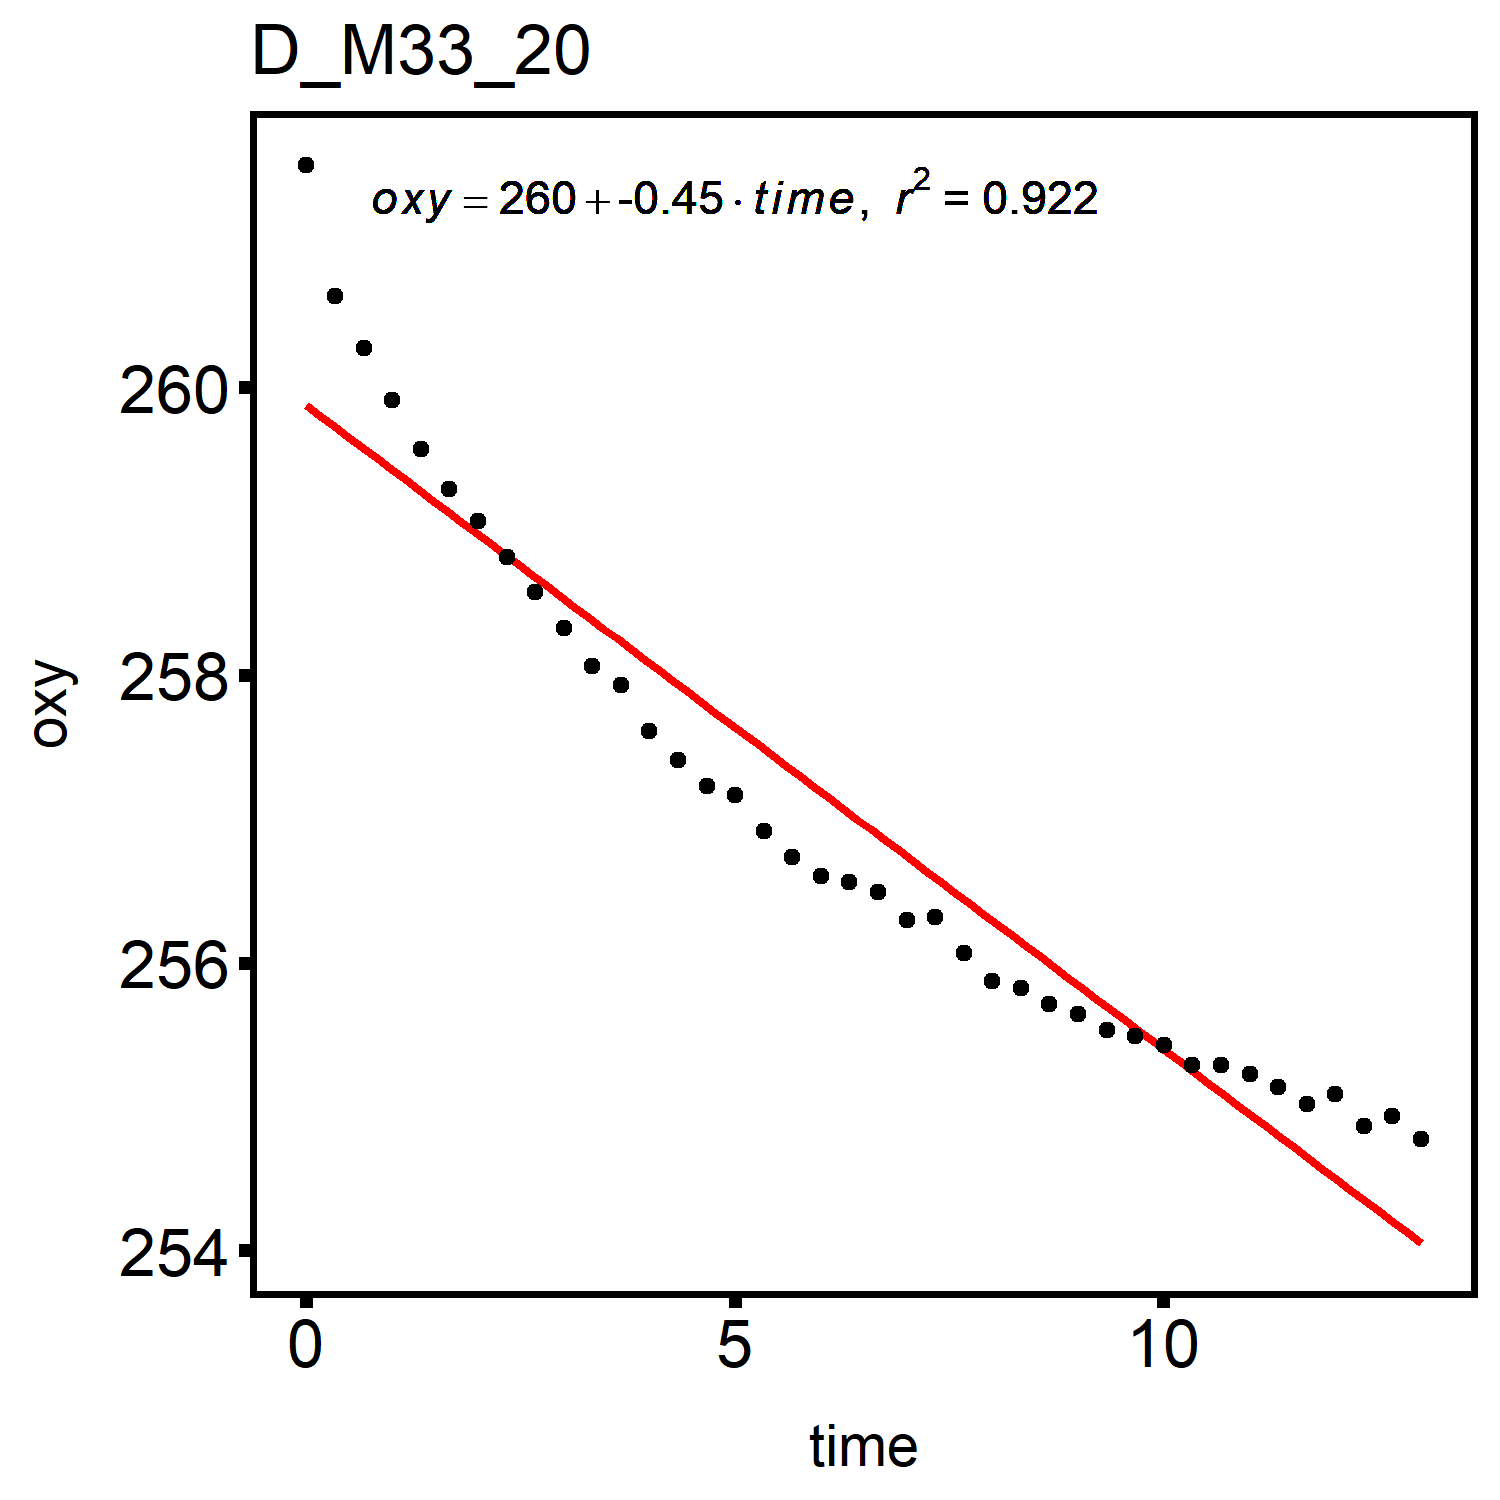 D_M33_20
oxy = 260 + -0.45 · time, r² = 0.922
260
258
256
254
oxy
0 5 10
time